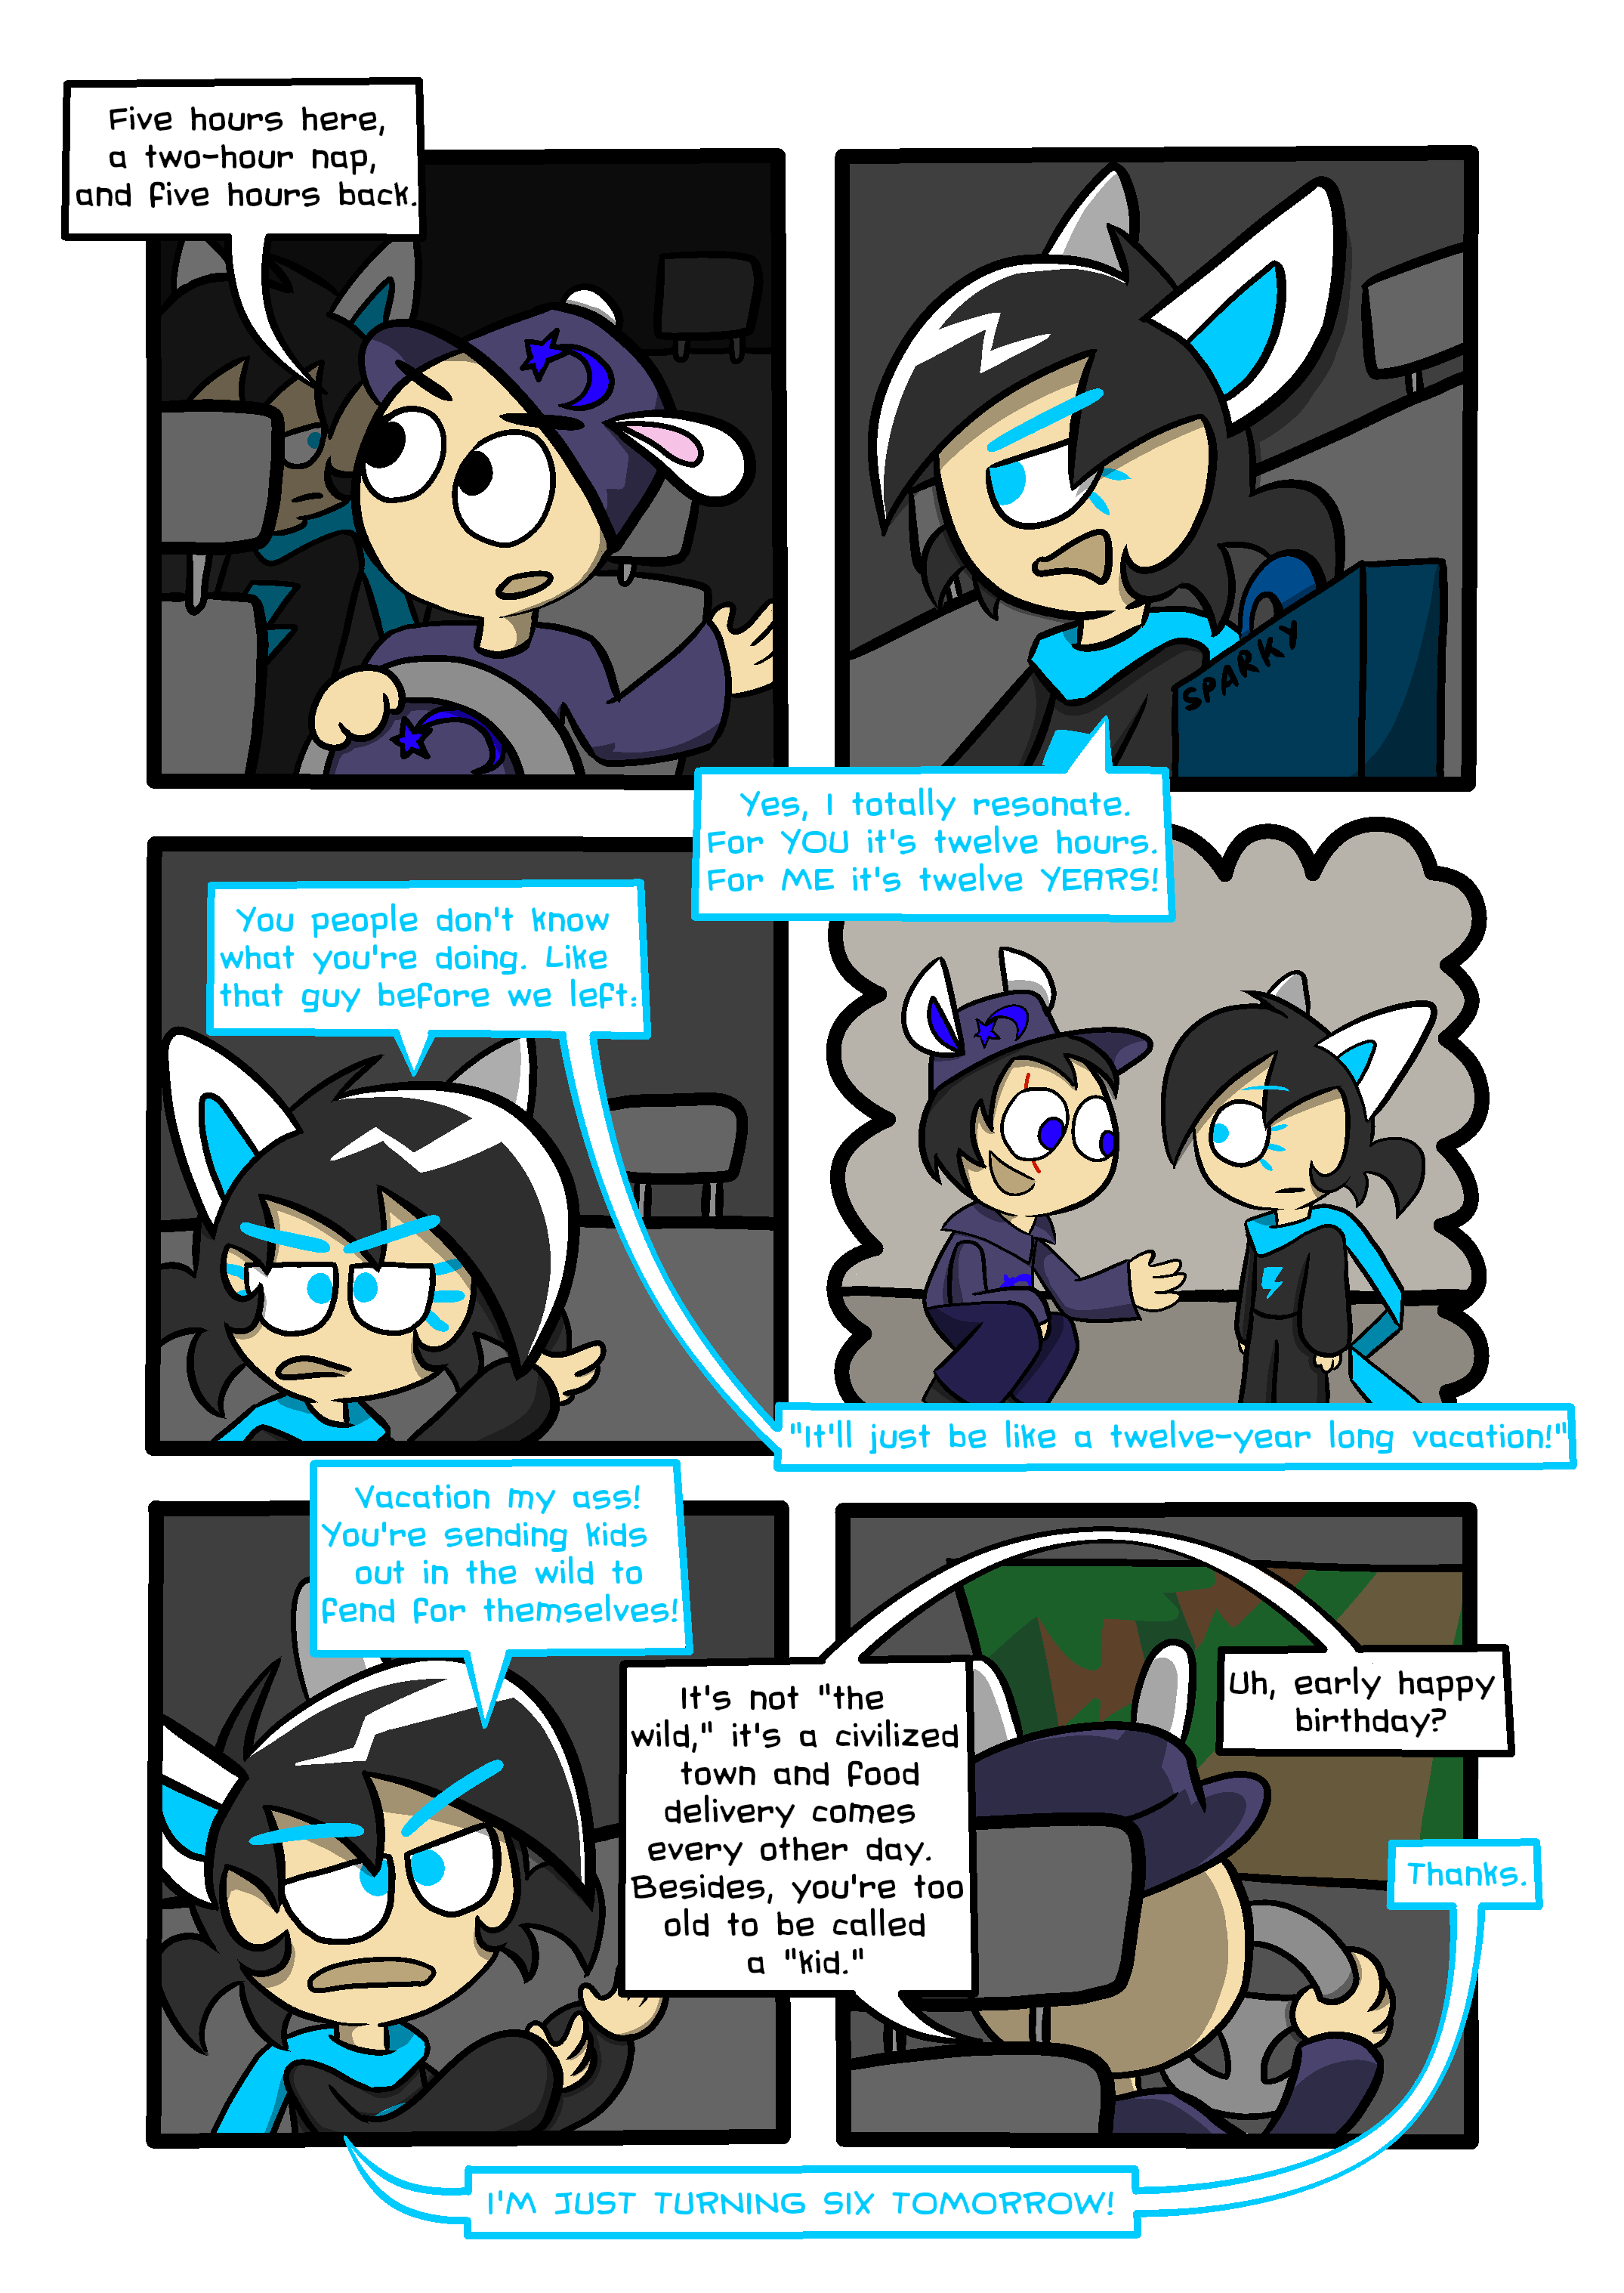 Five hours here,
a two-hour nap,
and five hours back.
SPARKY
Yes, I totally resonate.
For YOU it's twelve hours.
For ME it's twelve YEARS!
You people don't know
what you're doing. Like
that guy before we left:
"It'll just be like a twelve-year long vacation!"
Vacation my ass!
You're sending kids
out in the wild to
fend for themselves!
It's not "the
wild," it's a civilized
town and food
delivery comes
every other day.
Besides, you're too
old to be called
a "kid."
I'M JUST TURNING SIX TOMORROW!
Uh, early happy
birthday?
Thanks.